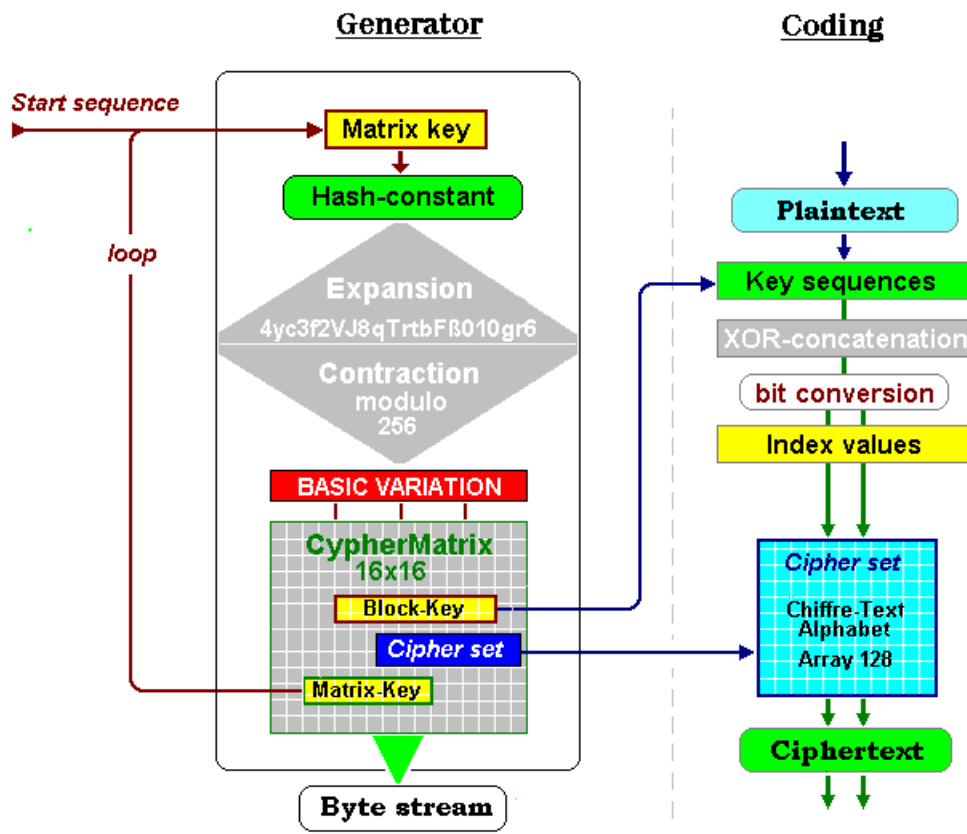 Generator
Start sequence
Matrix key
Hash-constant
loop
Expansion
4yc3f2VJ8qTrtbFß010gr6
Contraction
modulo
256
BASIC VARIATION
CypherMatrix
16x16
Block-Key
Cipher set
Matrix-Key
Byte stream
Coding
Plaintext
Key sequences
XOR-concatenation
bit conversion
Index values
Cipher set
Chiffre-Text
Alphabet
Array 128
Ciphertext